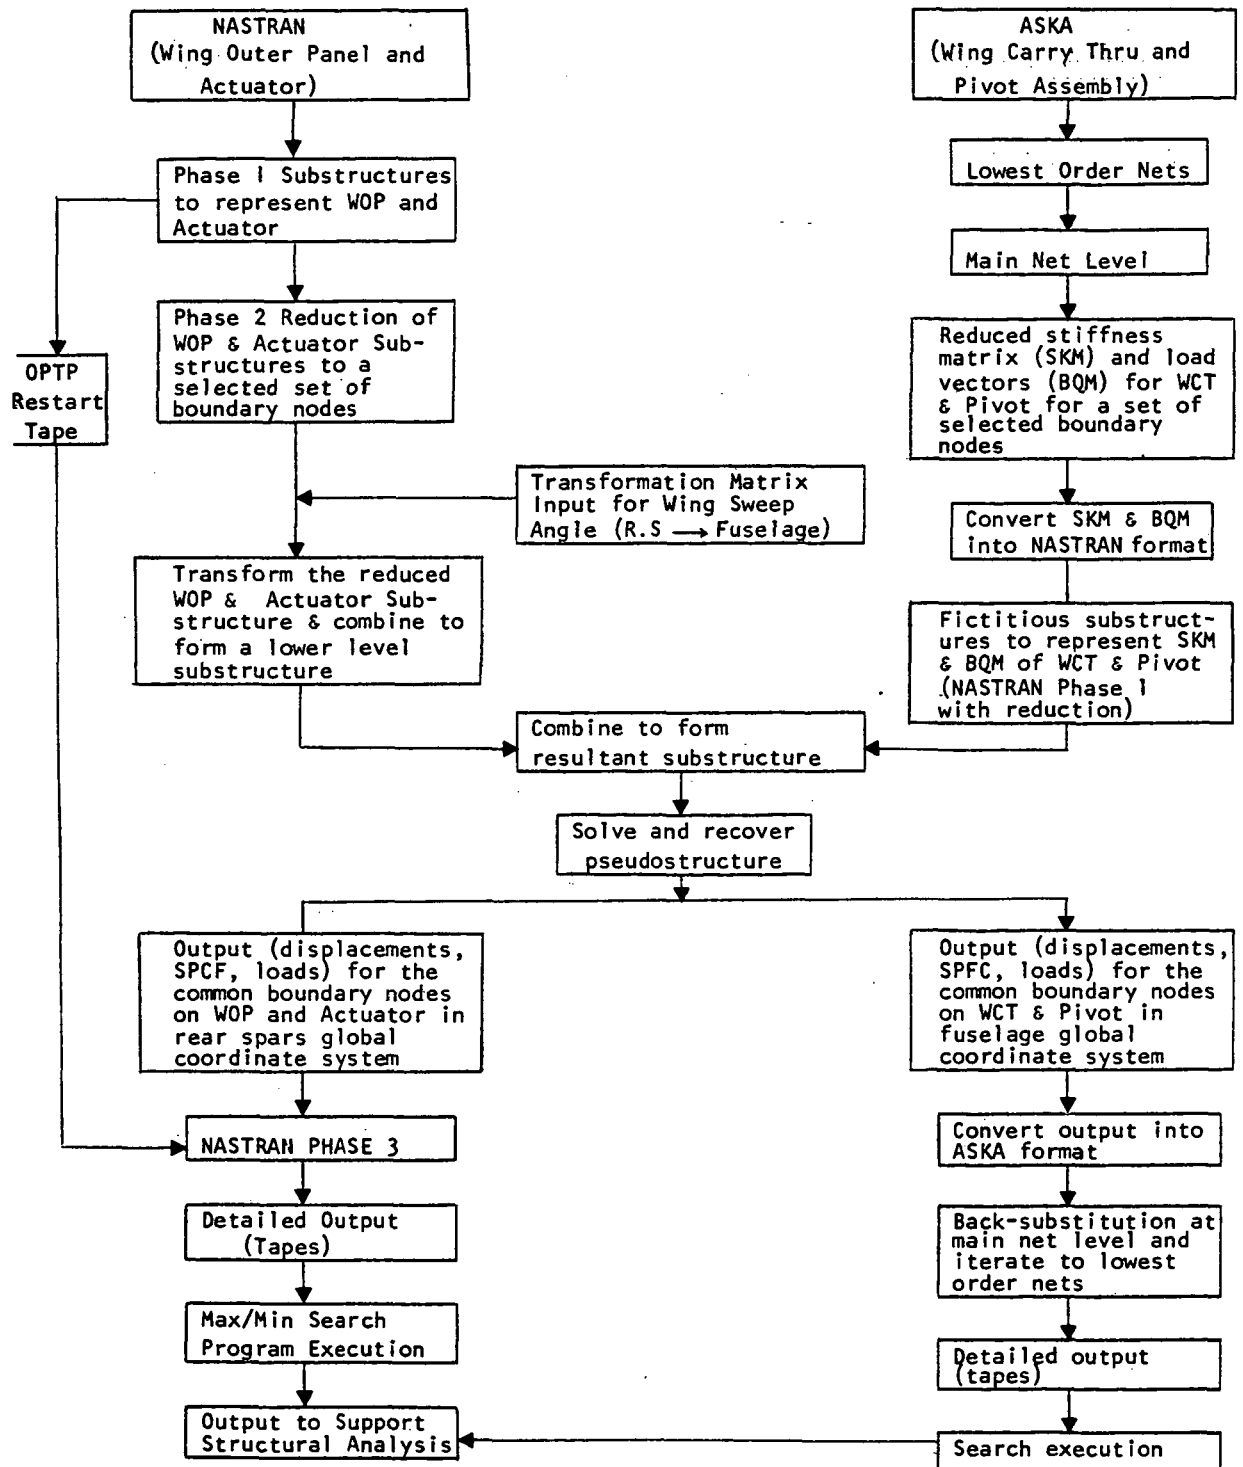 NASTRAN
(Wing Outer Panel and
Actuator)
Phase 1 Substructures
to represent WOP and
Actuator
Phase 2 Reduction of
WOP & Actuator Sub-
structures to a
selected set of
boundary nodes
OPTP
Restart
Tape
Transformation Matrix
Input for Wing Sweep
Angle (R.S → Fuselage)
Transform the reduced
WOP & Actuator Sub-
structure & combine to
form a lower level
substructure
ASKA
(Wing Carry Thru and
Pivot Assembly)
Lowest Order Nets
Main Net Level
Reduced stiffness
matrix (SKM) and load
vectors (BQM) for WCT
& Pivot for a set of
selected boundary
nodes
Convert SKM & BQM
into NASTRAN format
Fictitious substruct-
ures to represent SKM
& BQM of WCT & Pivot
(NASTRAN Phase 1
with reduction)
Combine to form
resultant substructure
Solve and recover
pseudostructure
Output (displacements,
SPCF, loads) for the
common boundary nodes
on WOP and Actuator in
rear spars global
coordinate system
NASTRAN PHASE 3
Detailed Output
(Tapes)
Max/Min Search
Program Execution
Output to Support
Structural Analysis
Output (displacements,
SPFC, loads) for the
common boundary nodes
on WCT & Pivot in
fuselage global
coordinate system
Convert output into
ASKA format
Back-substitution at
main net level and
iterate to lowest
order nets
Detailed output
(tapes)
Search execution